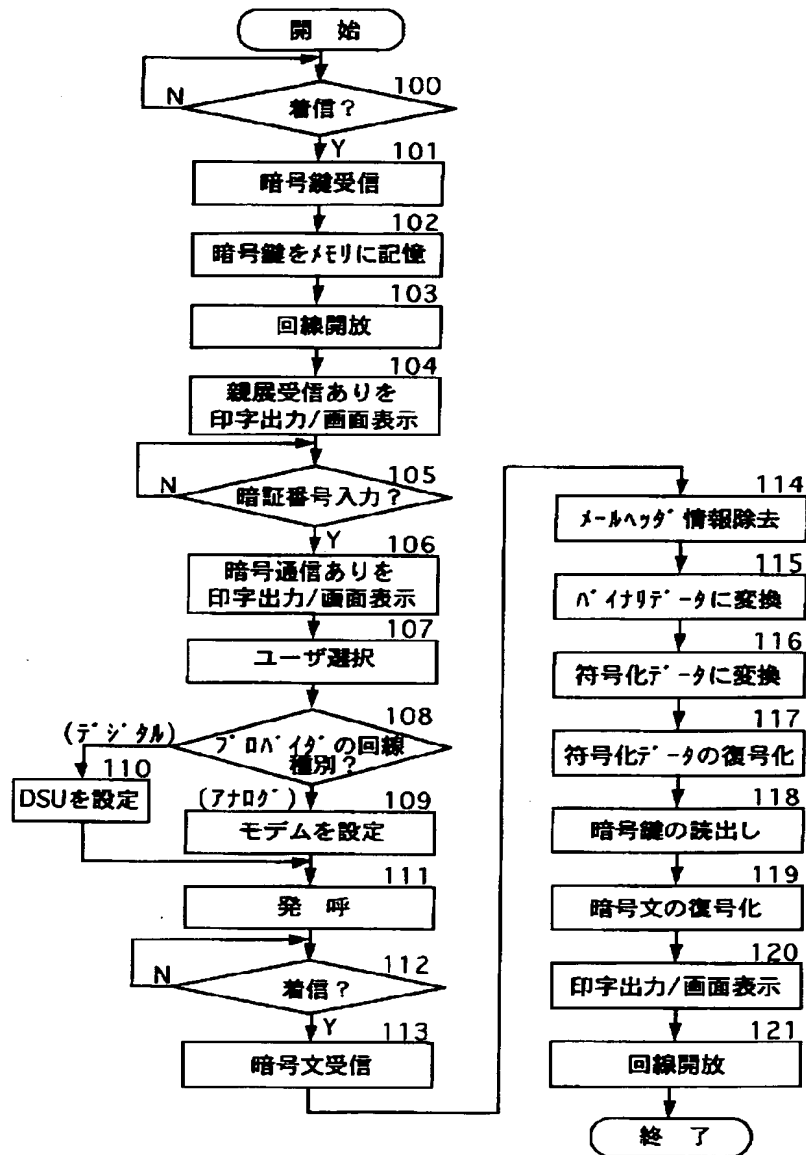 開 始
100
着信？
N
Y
101
暗号鍵受信
102
暗号鍵をメモリに記憶
103
回線開放
104
親展受信ありを
印字出力/画面表示
105
暗証番号入力？
N
Y
106
暗号通信ありを
印字出力/画面表示
107
ユーザ選択
108
プロバイダの回線
種別？
(デジタル)
110
DSUを設定
(アナログ)
109
モデムを設定
111
発 呼
112
着信？
N
Y
113
暗号文受信
114
メールヘッダ情報除去
115
バイナリデータに変換
116
符号化データに変換
117
符号化データの復号化
118
暗号鍵の読出し
119
暗号文の復号化
120
印字出力/画面表示
121
回線開放
終 了